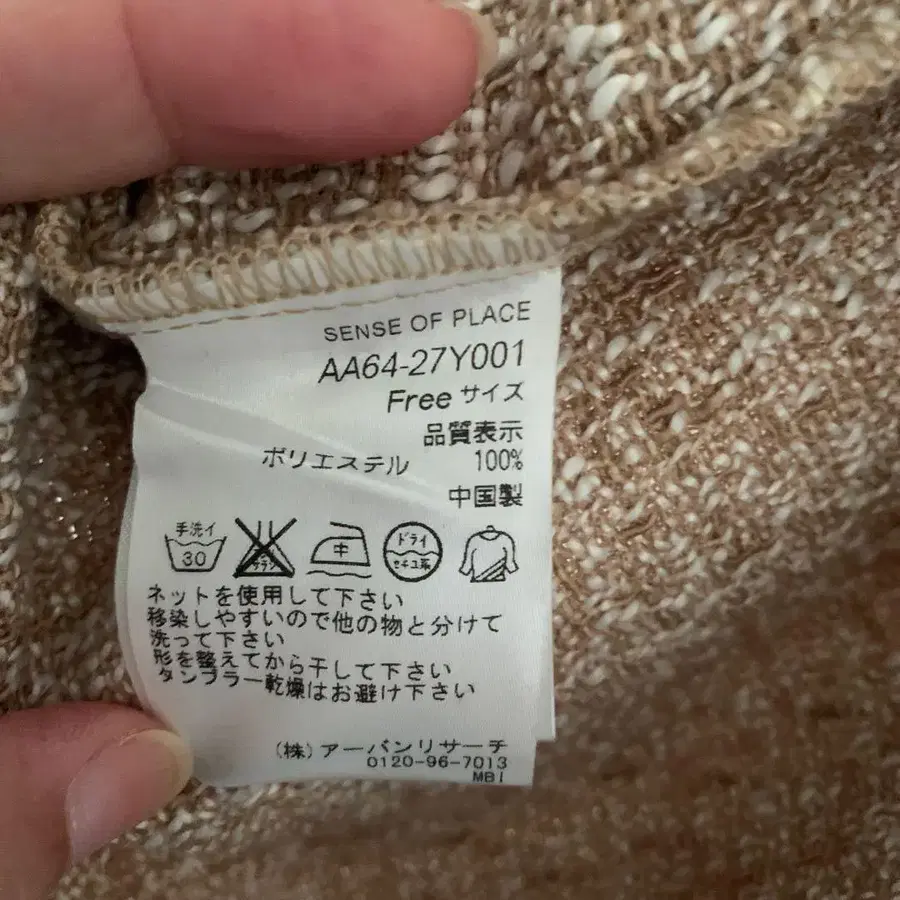 SENSE OF PLACE
AA64-27Y001
Free サイズ
品質表示
ポリエステル 100%
中国製
手洗イ
30
中
ドライ
セキユ系
ネットを使用して下さい
移染しやすいので他の物と分けて
洗って下さい
形を整えてから干して下さい
タンブラー乾燥はお避け下さい
(株)アーバンリサーチ
0120-96-7013
MBI